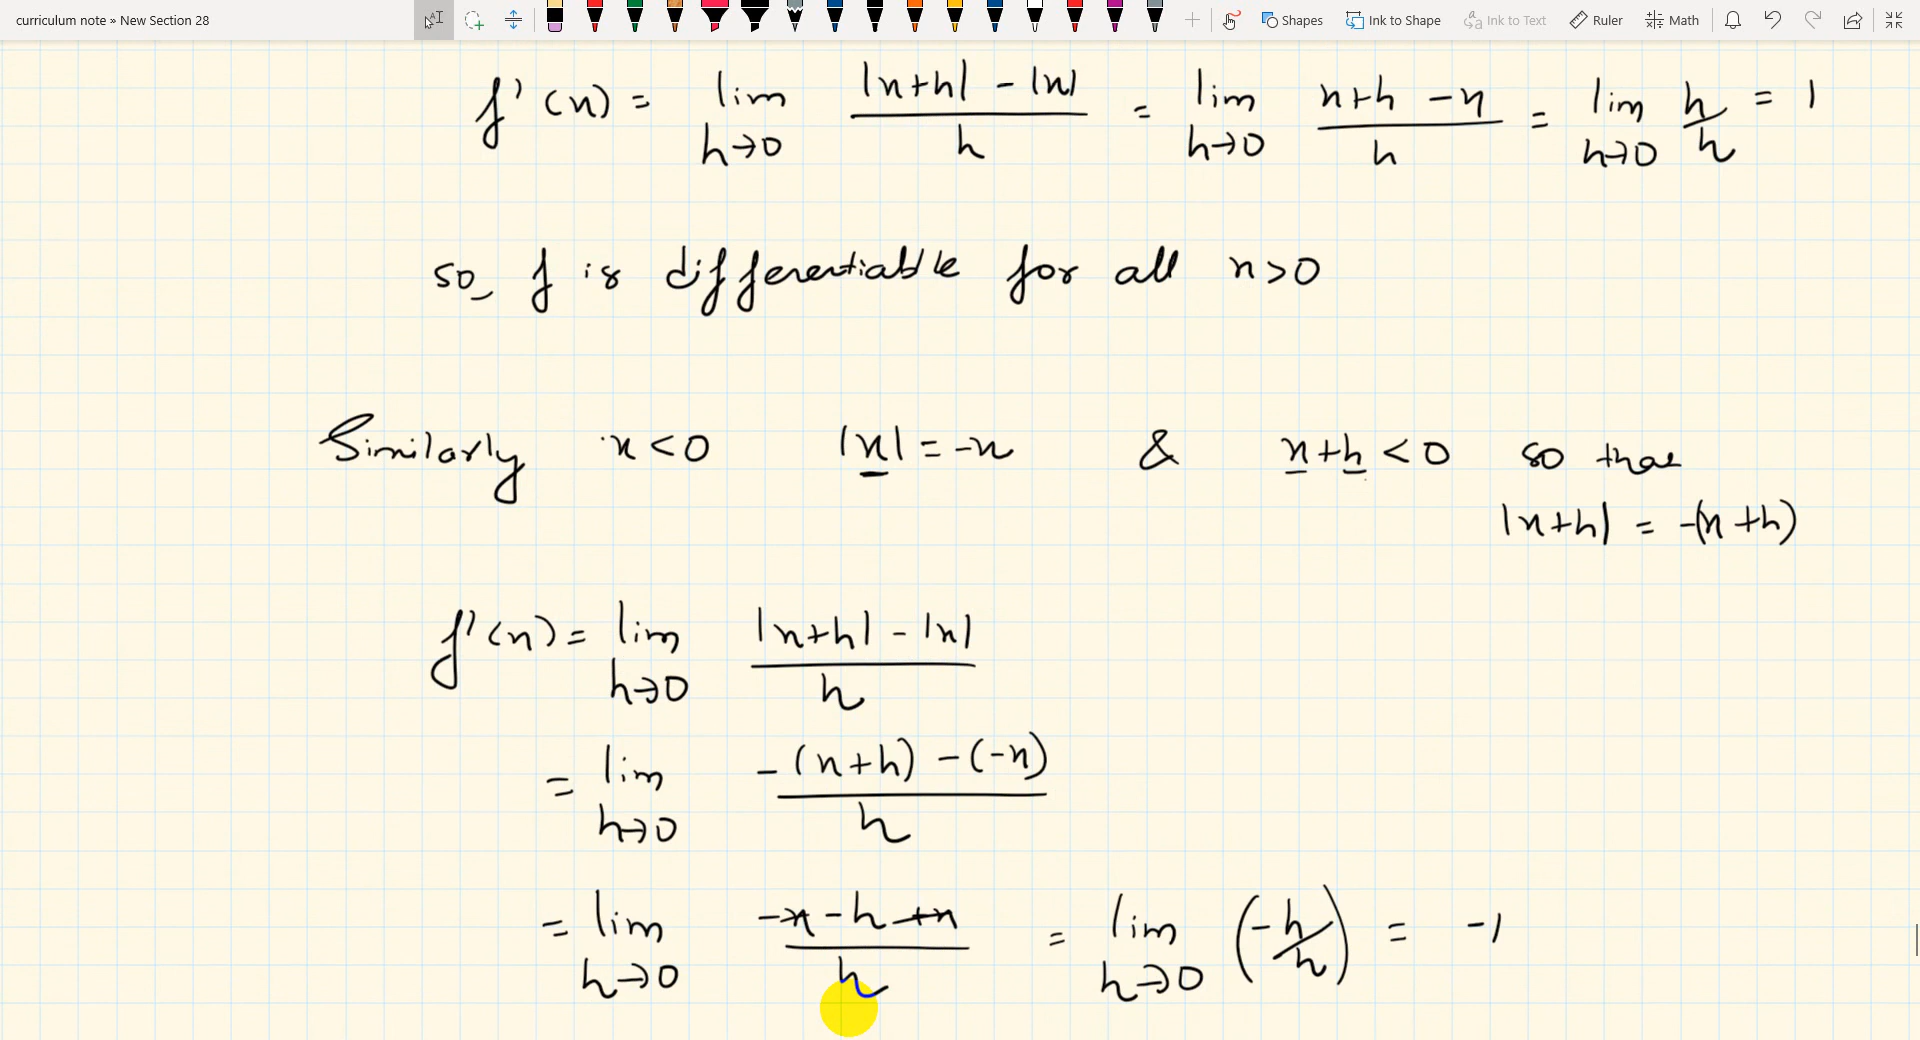 curriculum note » New Section 28
Shapes Ink to Shape Ink to Text Ruler Math
f'(x) = lim h→0 |x+h| - |x| / h = lim h→0 x+h - x / h = lim h→0 h/h = 1
so, f is differentiable for all x>0
Similarly x<0 |x| = -x & x+h < 0 so that
|x+h| = -(x+h)
f'(x) = lim h→0 |x+h| - |x| / h
= lim h→0 -(x+h) - (-x) / h
= lim h→0 -x - h + x / h = lim h→0 (-h/h) = -1